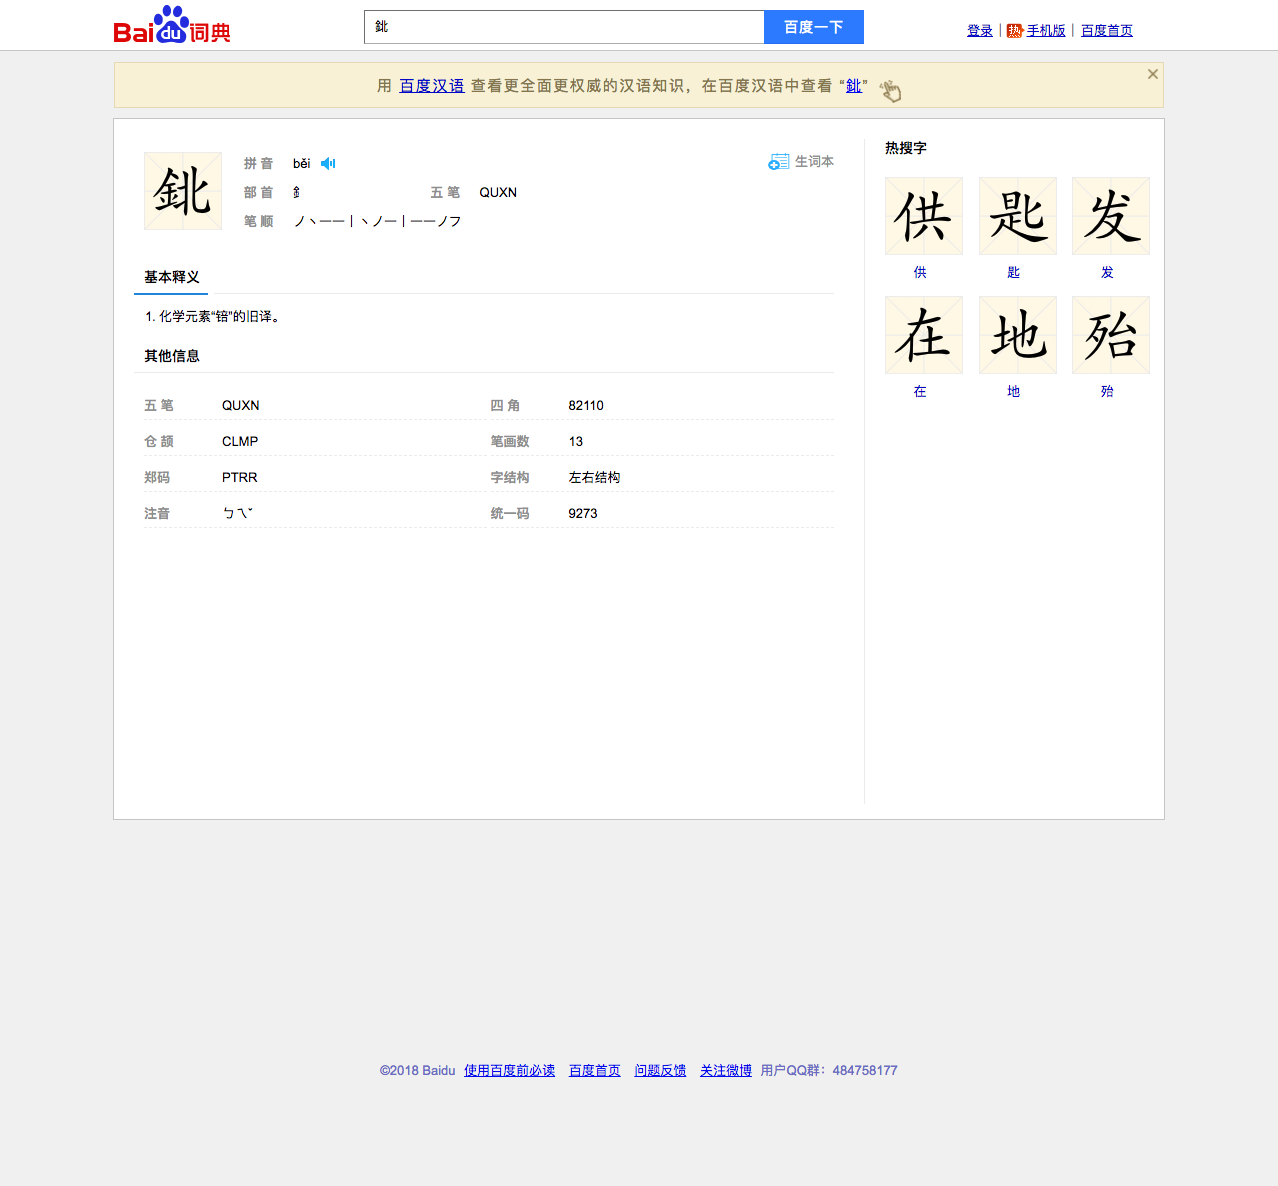 Bai du 词典
鉳
百度一下
登录 | 热 手机版 | 百度首页
用 百度汉语 查看更全面更权威的汉语知识，在百度汉语中查看 “鉳”
鉳
拼 音 běi
生词本
部 首 釒 五 笔 QUXN
笔 顺 ノ丶一一丨丶ノ一丨一一ノフ
基本释义
1. 化学元素“锫”的旧译。
其他信息
五 笔 QUXN 四 角 82110
仓 颉 CLMP 笔画数 13
郑码 PTRR 字结构 左右结构
注音 ㄅㄟˇ 统一码 9273
热搜字
供 匙 发
供 匙 发
在 地 殆
在 地 殆
©2018 Baidu 使用百度前必读 百度首页 问题反馈 关注微博 用户QQ群：484758177